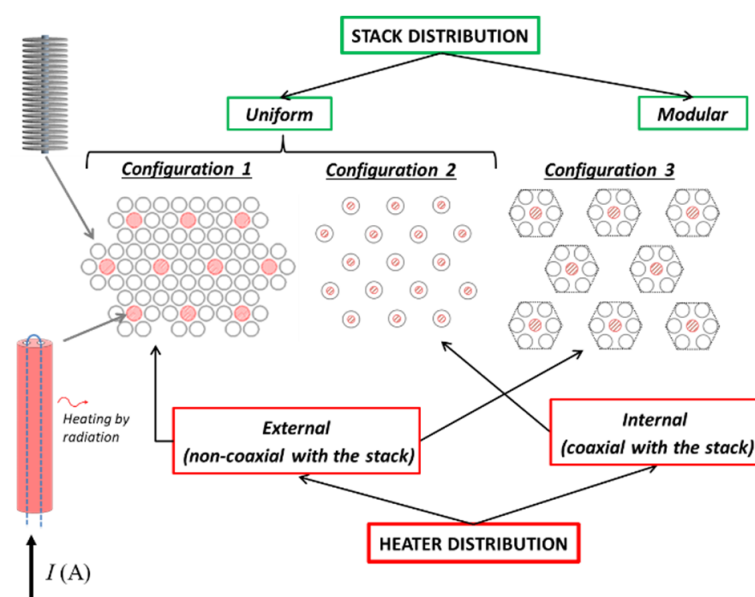 STACK DISTRIBUTION
Uniform
Modular
Configuration 1
Configuration 2
Configuration 3
Heating by
radiation
External
(non-coaxial with the stack)
Internal
(coaxial with the stack)
HEATER DISTRIBUTION
I (A)